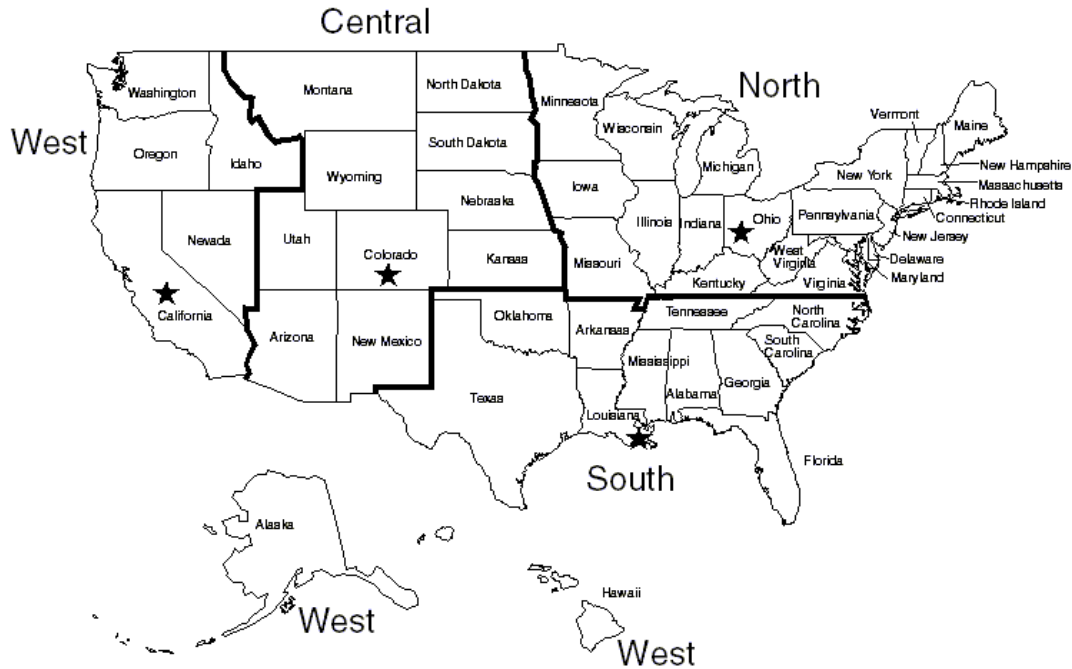 Central
North
West
Washington
Montana
North Dakota
Minnesota
Vermont
Maine
Oregon
Idaho
South Dakota
Wisconsin
Michigan
New York
New Hampshire
Massachusetts
Rhode Island
Connecticut
Wyoming
Iowa
Nebraska
Nevada
Utah
Colorado
Kansas
Illinois
Indiana
Ohio
Pennsylvania
New Jersey
West
Virginia
Delaware
Maryland
Missouri
Kentucky
Virginia
California
Arizona
New Mexico
Oklahoma
Arkansas
Tennessee
North
Carolina
South
Carolina
Mississippi
Alabama
Georgia
Texas
Louisiana
Florida
South
Alaska
West
Hawaii
West